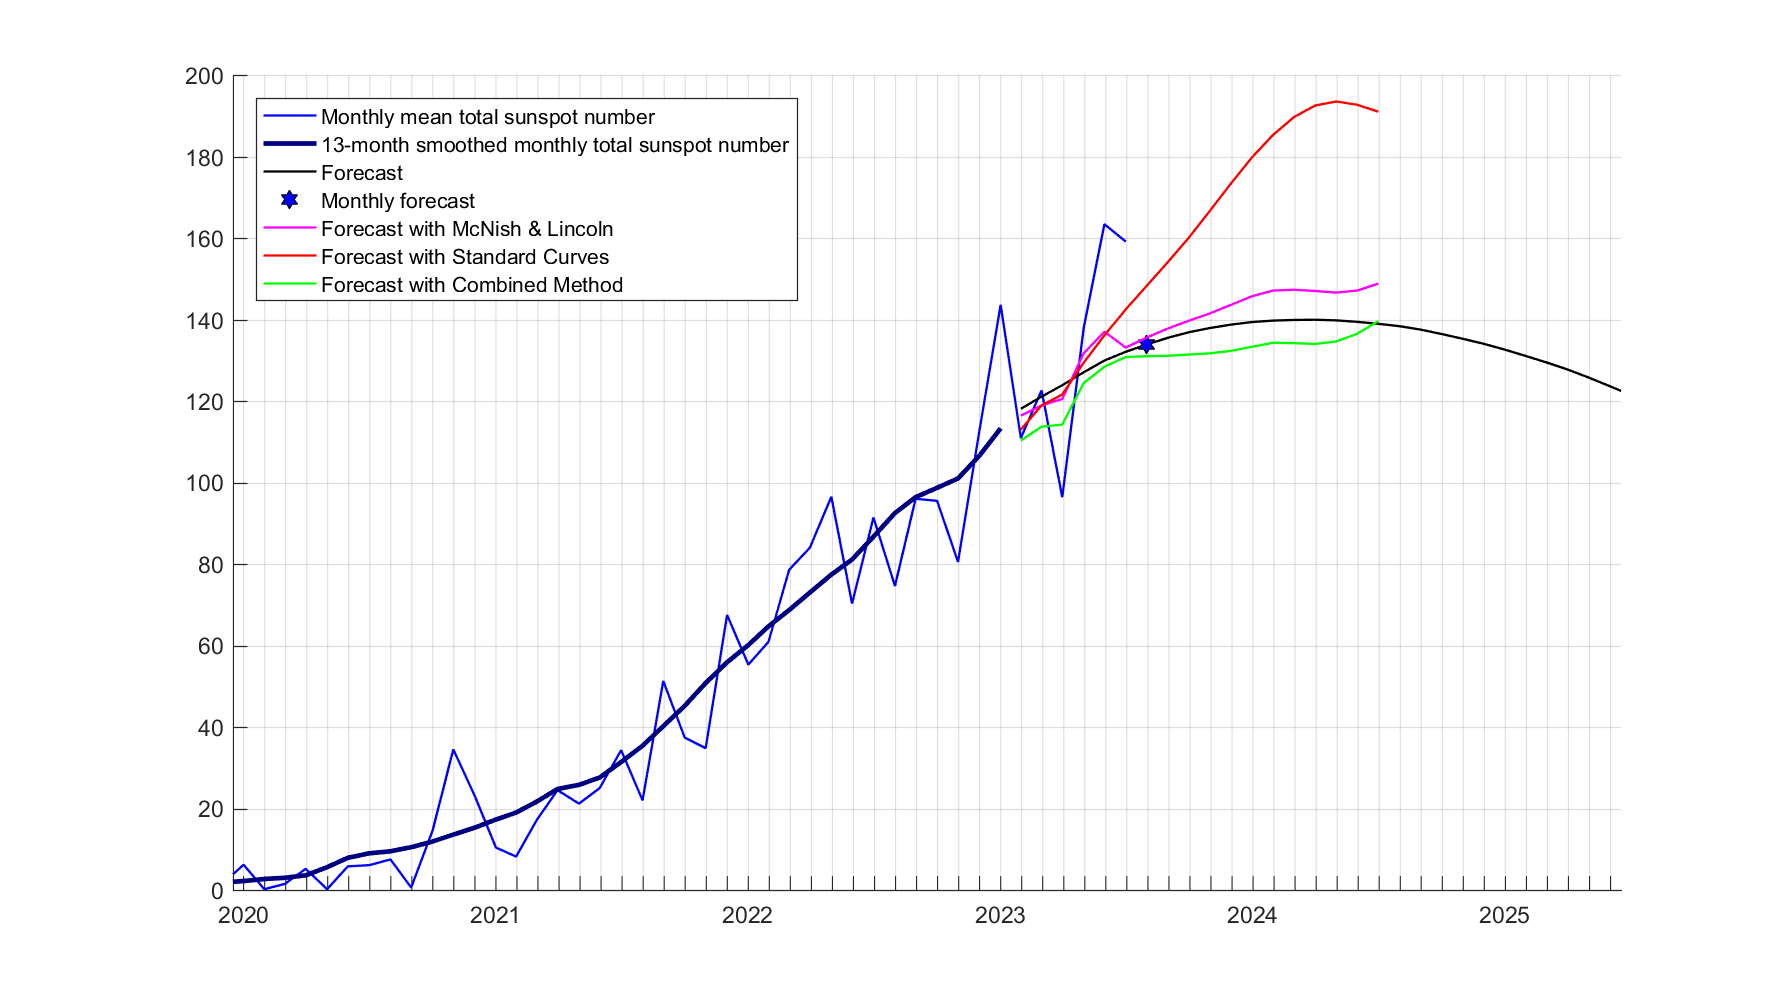 200
180
160
140
120
100
80
60
40
20
0
Monthly mean total sunspot number
13-month smoothed monthly total sunspot number
Forecast
Monthly forecast
Forecast with McNish & Lincoln
Forecast with Standard Curves
Forecast with Combined Method
2020 2021 2022 2023 2024 2025